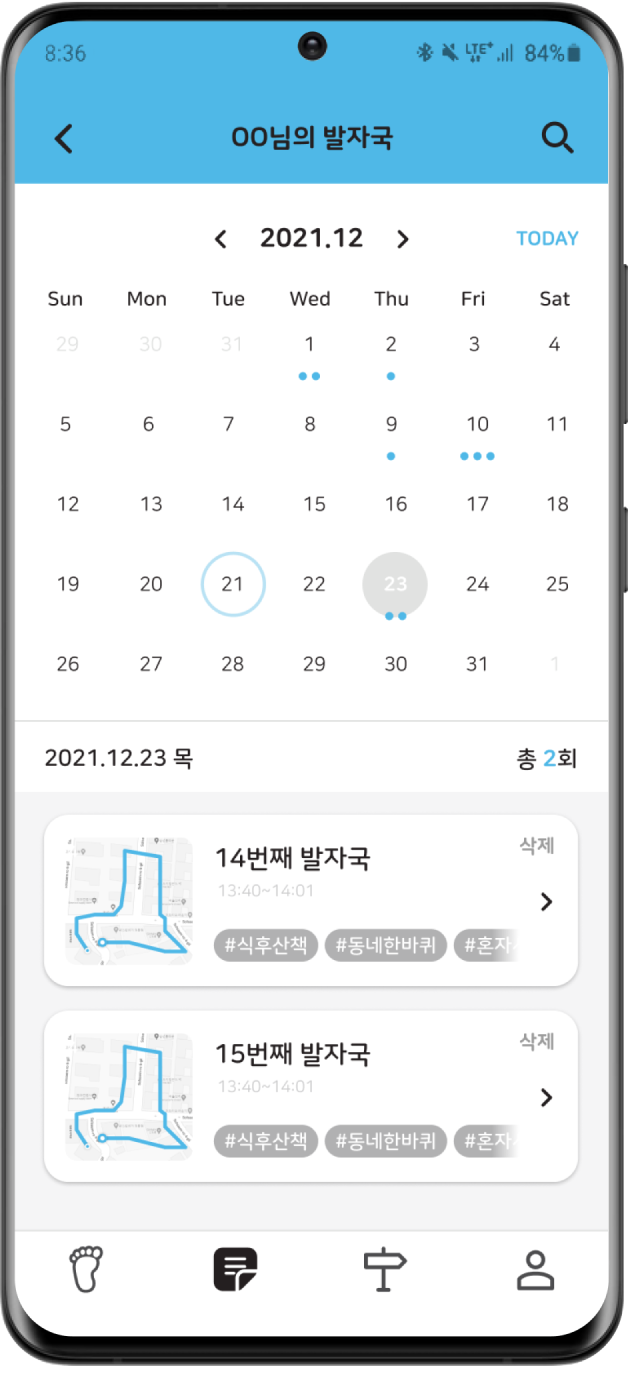 8:36 LTE+ 84%
OO님의 발자국
2021.12 TODAY
Sun Mon Tue Wed Thu Fri Sat
29 30 31 1 2 3 4
5 6 7 8 9 10 11
12 13 14 15 16 17 18
19 20 21 22 23 24 25
26 27 28 29 30 31 1
2021.12.23 목 총 2회
14번째 발자국 삭제
13:40~14:01
#식후산책 #동네한바퀴 #혼자
15번째 발자국 삭제
13:40~14:01
#식후산책 #동네한바퀴 #혼자